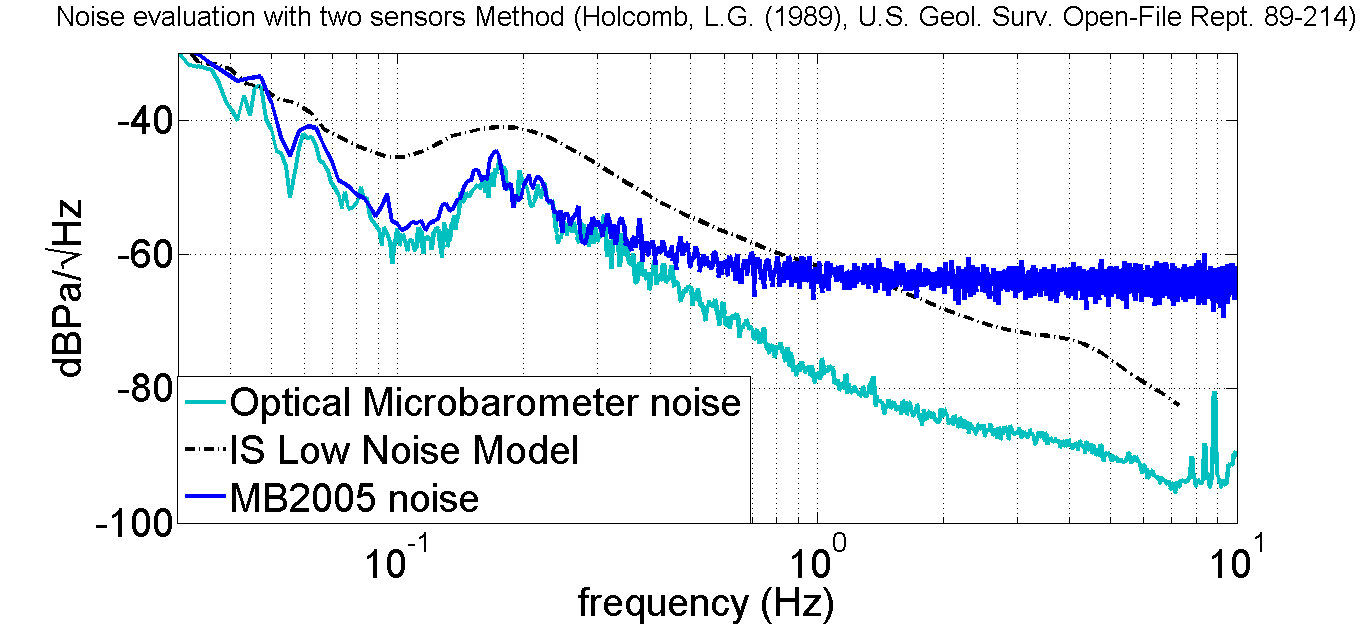 Noise evaluation with two sensors Method (Holcomb, L.G. (1989), U.S. Geol. Surv. Open-File Rept. 89-214)
-40
-60
-80
-100
dBPa/√Hz
Optical Microbarometer noise
IS Low Noise Model
MB2005 noise
10^-1 10^0 10^1
frequency (Hz)